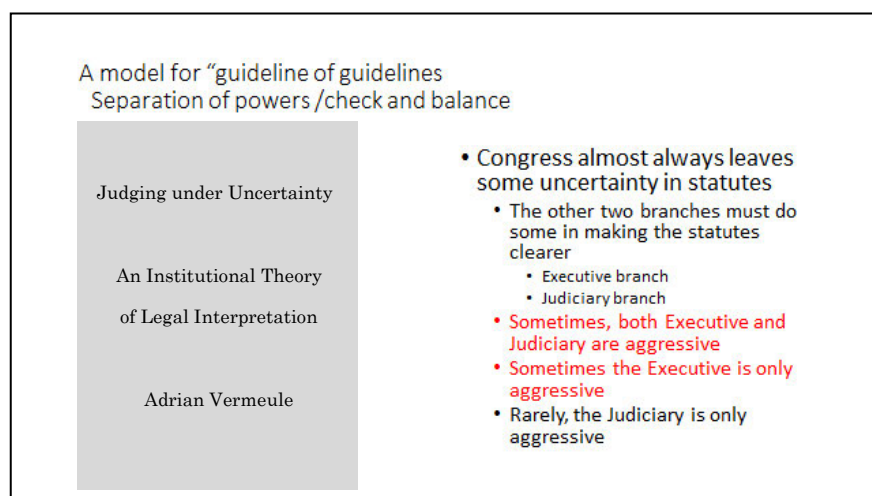 A model for “guideline of guidelines
Separation of powers /check and balance
Judging under Uncertainty
An Institutional Theory
of Legal Interpretation
Adrian Vermeule
• Congress almost always leaves
some uncertainty in statutes
• The other two branches must do
some in making the statutes
clearer
• Executive branch
• Judiciary branch
• Sometimes, both Executive and
Judiciary are aggressive
• Sometimes the Executive is only
aggressive
• Rarely, the Judiciary is only
aggressive